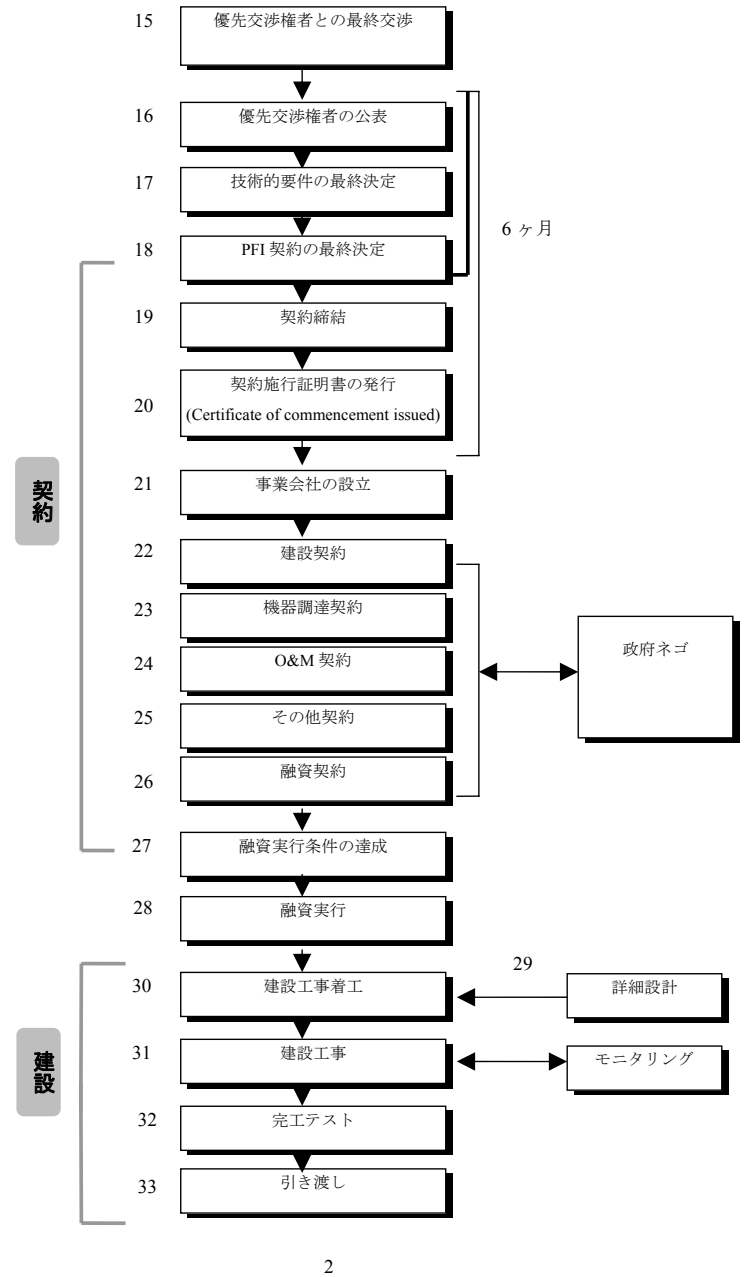 15 優先交渉権者との最終交渉
16 優先交渉権者の公表
17 技術的要件の最終決定
6 ヶ月
18 PFI 契約の最終決定
19 契約締結
契約施行証明書の発行
20 (Certificate of commencement issued)
契約
21 事業会社の設立
22 建設契約
23 機器調達契約
政府ネゴ
24 O&M 契約
25 その他契約
26 融資契約
27 融資実行条件の達成
28 融資実行
29
30 建設工事着工 詳細設計
建設
31 建設工事 モニタリング
32 完工テスト
33 引き渡し
2